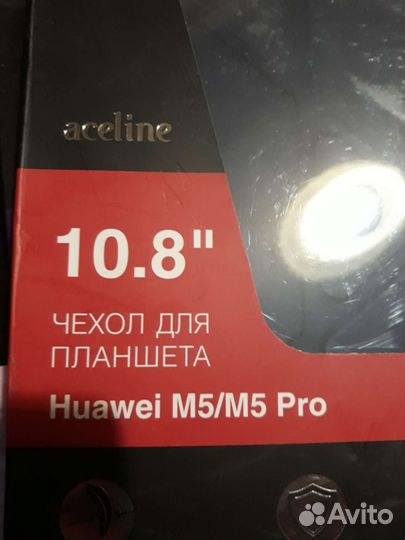 aceline
10.8"
ЧЕХОЛ ДЛЯ
ПЛАНШЕТА
Huawei M5/M5 Pro
Avito